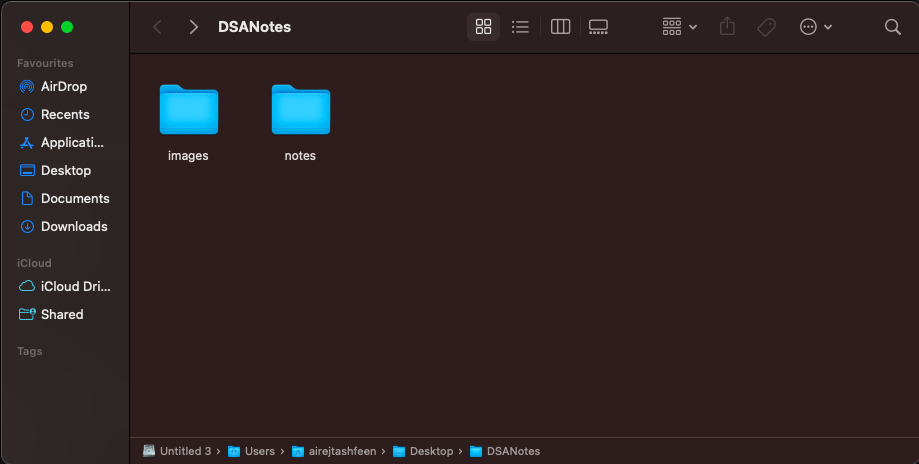 DSANotes
Favourites
AirDrop
Recents
Applicati...
Desktop
Documents
Downloads
iCloud
iCloud Dri...
Shared
Tags
images notes
Untitled 3 › Users › airejtashfeen › Desktop › DSANotes